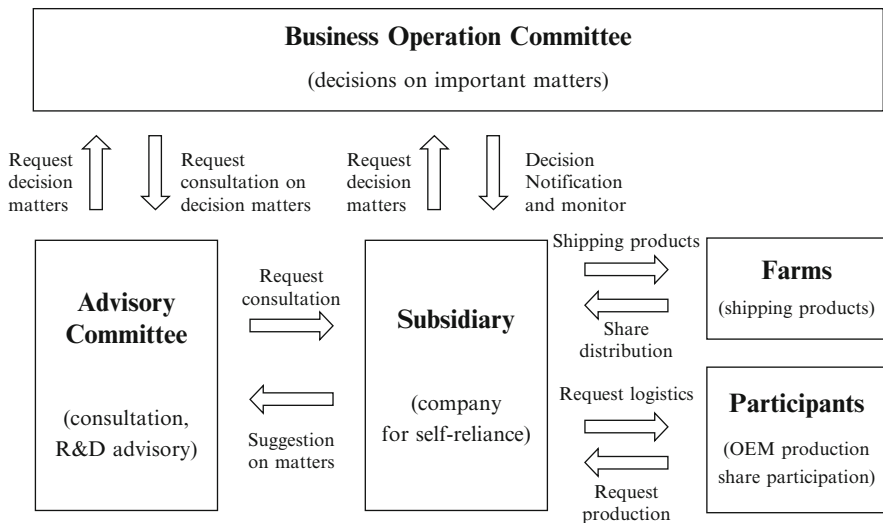 Business Operation Committee
(decisions on important matters)
Request
decision
matters
Request
consultation on
decision matters
Request
decision
matters
Decision
Notification
and monitor
Advisory
Committee
(consultation,
R&D advisory)
Request
consultation
Suggestion
on matters
Subsidiary
(company
for self-reliance)
Shipping products
Share
distribution
Request logistics
Request
production
Farms
(shipping products)
Participants
(OEM production
share participation)